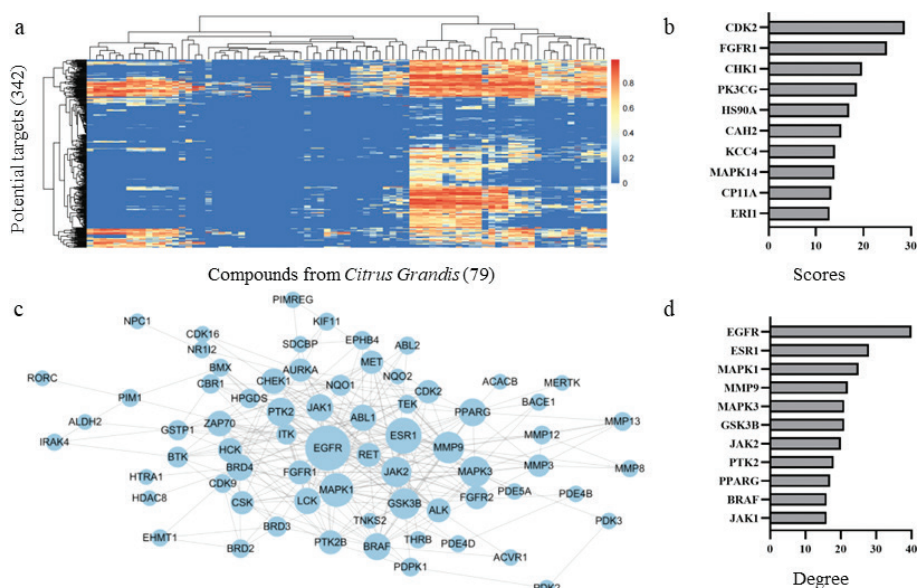 a
Potential targets (342)
0.8
0.6
0.4
0.2
0
Compounds from Citrus Grandis (79)
b
CDK2
FGFR1
CHK1
PK3CG
HS90A
CAH2
KCC4
MAPK14
CP11A
ERI1
0 10 20 30
Scores
c
PIMREG
NPC1
KIF11
CDK16
SDCBP
EPHB4
ABL2
NR1I2
AURKA
MET
NQO2
RORC
BMX
CHEK1
NQO1
CDK2
ACACB
MERTK
CBR1
HPGDS
JAK1
TEK
BACE1
PIM1
PTK2
ABL1
PPARG
ALDH2
GSTP1
ZAP70
ITK
ESR1
MMP12
MMP13
IRAK4
BTK
HCK
EGFR
RET
MMP9
BRD4
FGFR1
JAK2
MAPK3
MMP3
MMP8
HTRA1
CDK9
MAPK1
HDAC8
CSK
LCK
GSK3B
ALK
FGFR2
PDE5A
PDE4B
BRD3
TNKS2
EHMT1
BRD2
PTK2B
BRAF
THRB
PDE4D
ACVR1
PDK3
PDPK1
d
EGFR
ESR1
MAPK1
MMP9
MAPK3
GSK3B
JAK2
PTK2
PPARG
BRAF
JAK1
0 10 20 30 40
Degree